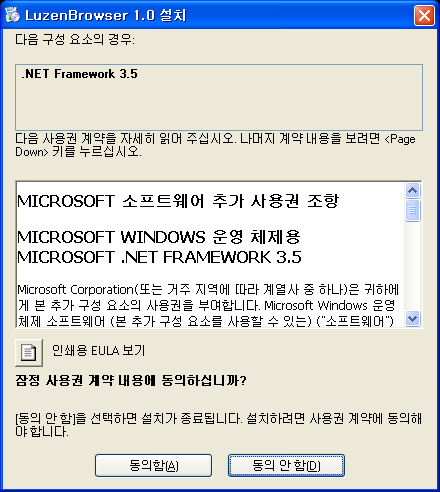 LuzenBrowser 1.0 설치
다음 구성 요소의 경우:
.NET Framework 3.5
다음 사용권 계약을 자세히 읽어 주십시오. 나머지 계약 내용을 보려면 <Page
Down> 키를 누르십시오.
MICROSOFT 소프트웨어 추가 사용권 조항
MICROSOFT WINDOWS 운영 체제용
MICROSOFT .NET FRAMEWORK 3.5
Microsoft Corporation(또는 거주 지역에 따라 계열사 중 하나)은 귀하에
게 본 추가 구성 요소의 사용권을 부여합니다. Microsoft Windows 운영
체제 소프트웨어 (본 추가 구성 요소를 사용할 수 있는) ("소프트웨어")
인쇄용 EULA 보기
잠정 사용권 계약 내용에 동의하십니까?
[동의 안 함]을 선택하면 설치가 종료됩니다. 설치하려면 사용권 계약에 동의해
야 합니다.
동의함(A)
동의 안 함(D)